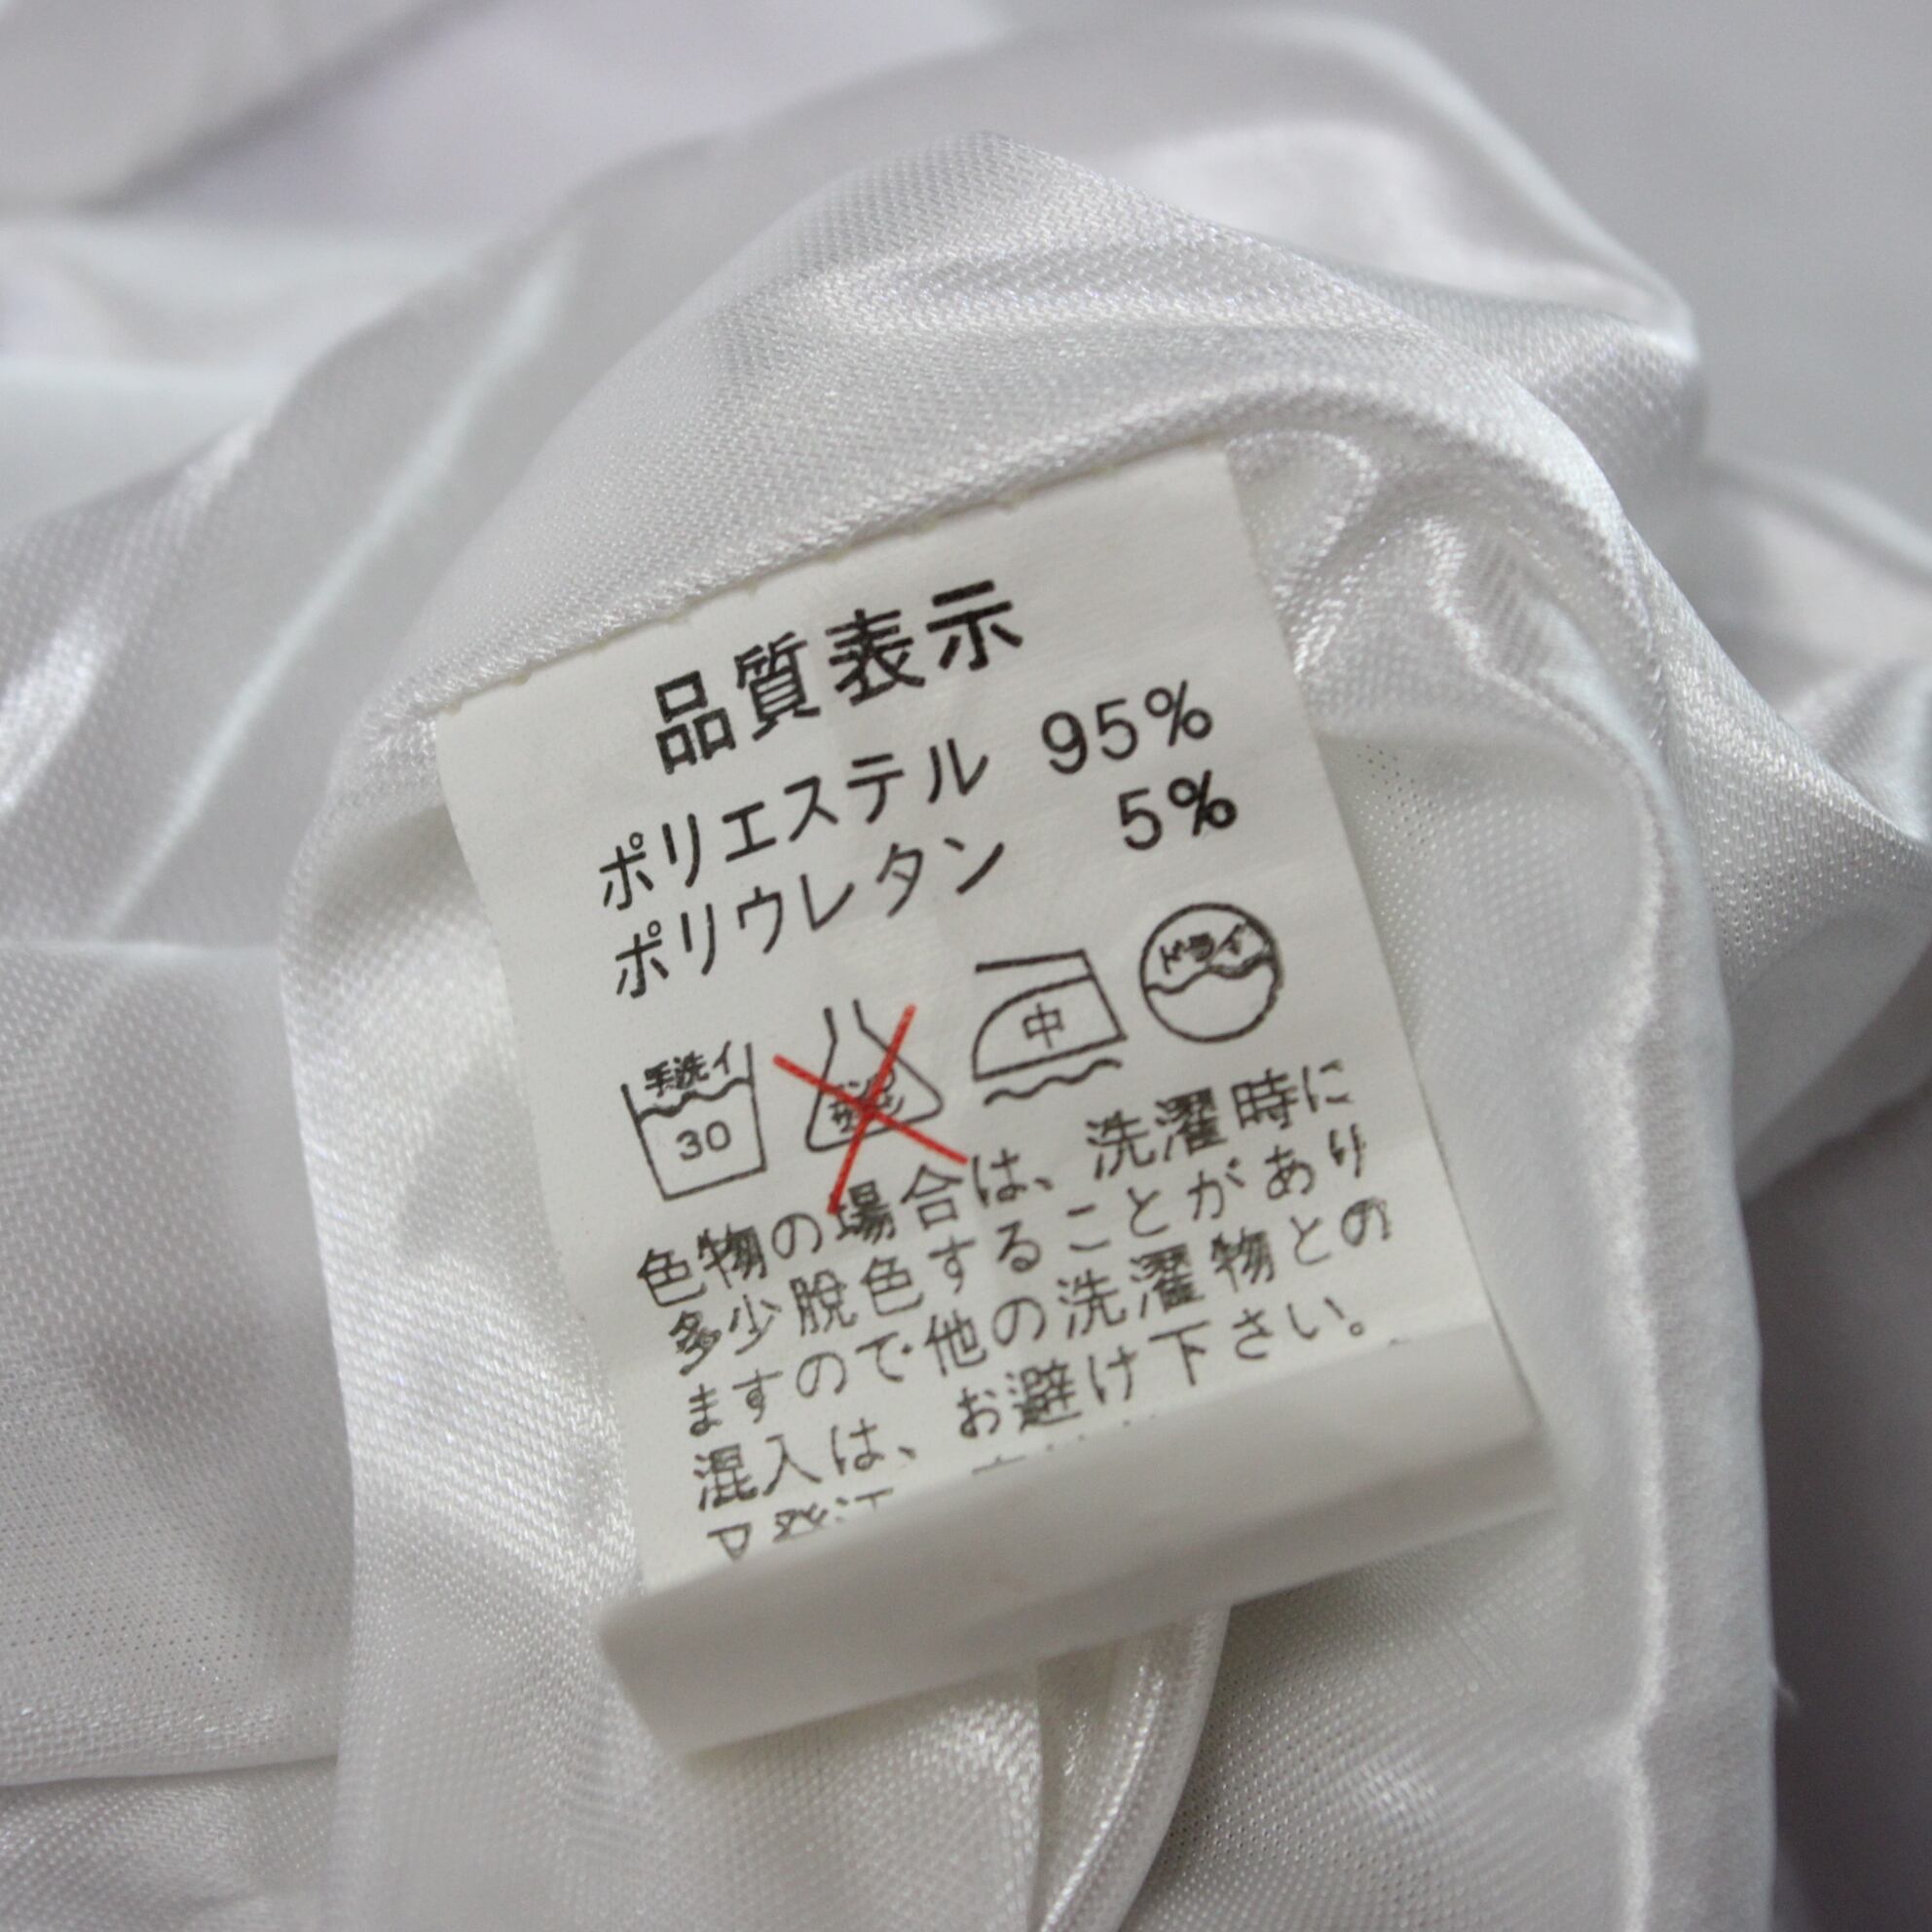 品質表示
ポリエステル 95%
ポリウレタン 5%
手洗イ 30
中
ドライ
色物の場合は、洗濯時に
多少脱色することがあり
ますので他の洗濯物との
混入は、お避け下さい。